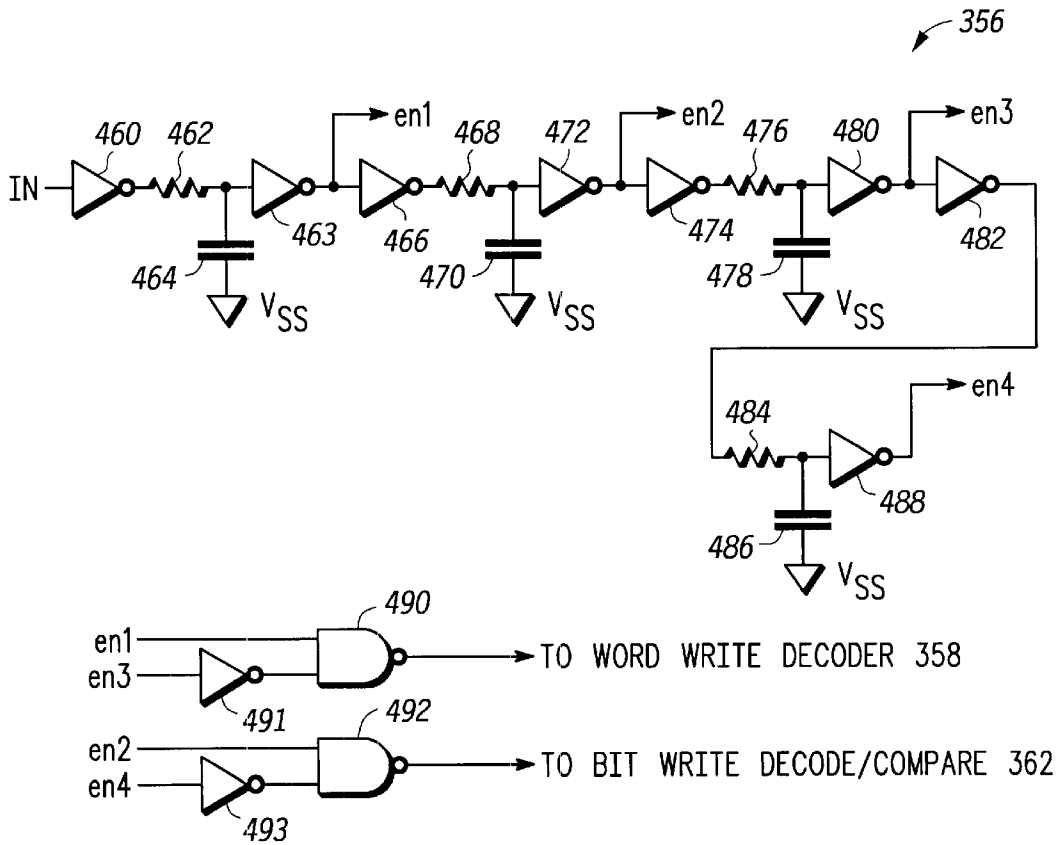 356
en1
en2
en3
460
462
468
472
476
480
IN
463
466
474
482
464
470
478
VSS
VSS
VSS
en4
484
488
486
VSS
490
en1
en3
TO WORD WRITE DECODER 358
491
492
en2
en4
TO BIT WRITE DECODE/COMPARE 362
493